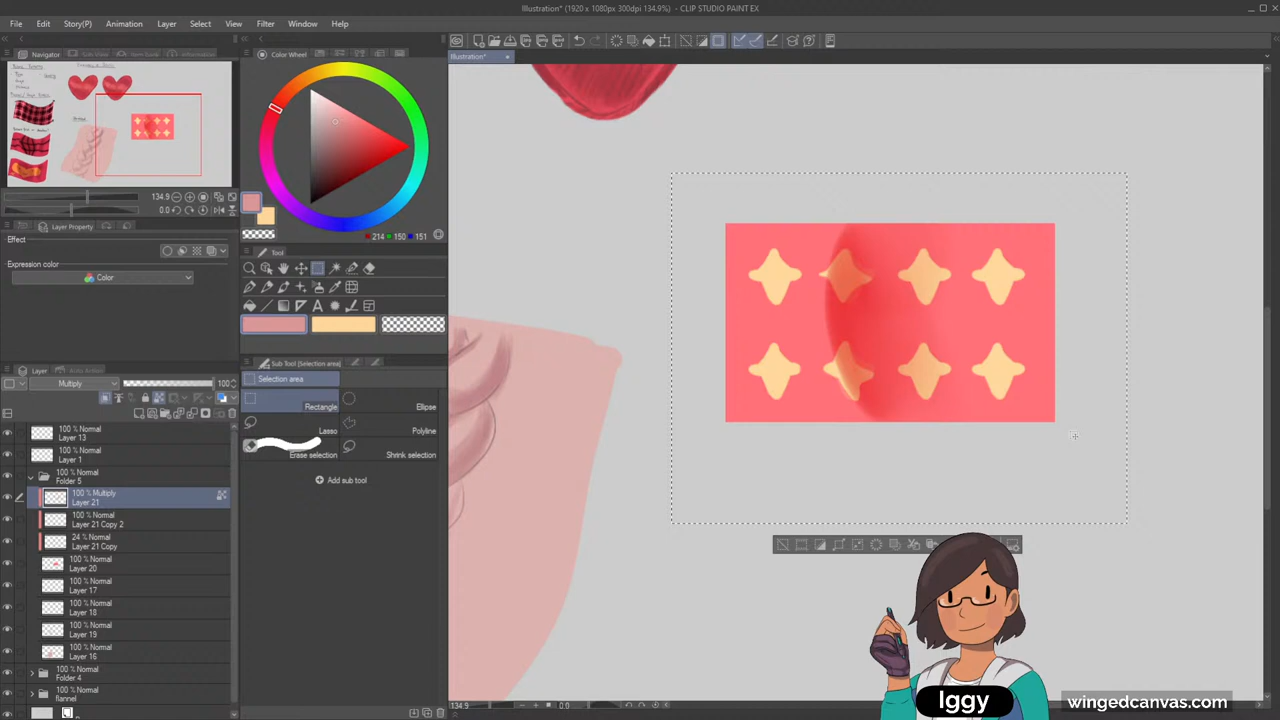 Illustration* (1920 x 1080px 300dpi 134.9%) - CLIP STUDIO PAINT EX
File Edit Story(P) Animation Layer Select View Filter Window Help
Navigator
Color Wheel
Illustration*
134.9
0.0
Layer Property
Effect
Expression color
Color
214 150 151
Tool
Sub Tool (Selection area)
Selection area
Rectangle
Ellipse
Lasso
Polyline
Erase selection
Shrink selection
Add sub tool
Layer
Auto Action
Multiply
100
100 % Normal
Layer 13
100 % Normal
Layer 1
100 % Normal
Folder 5
100 % Multiply
Layer 21
100 % Normal
Layer 21 Copy 2
24 % Normal
Layer 21 Copy
100 % Normal
Layer 20
100 % Normal
Layer 17
100 % Normal
Layer 18
100 % Normal
Layer 19
100 % Normal
Layer 16
100 % Normal
Folder 4
100 % Normal
flannel
134.9
0.0
Iggy
wingedcanvas.com